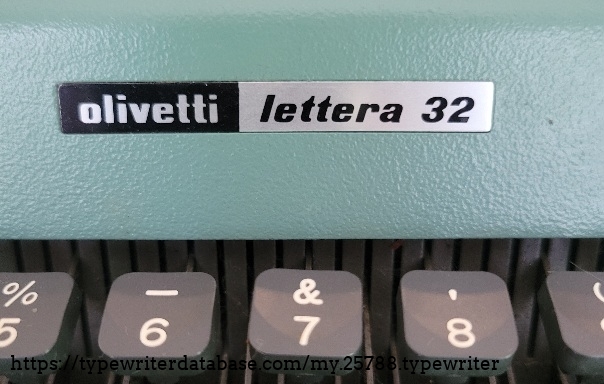 olivetti lettera 32
% _ & '
5 6 7 8
https://typewriterdatabase.com/my.25788.typewriter